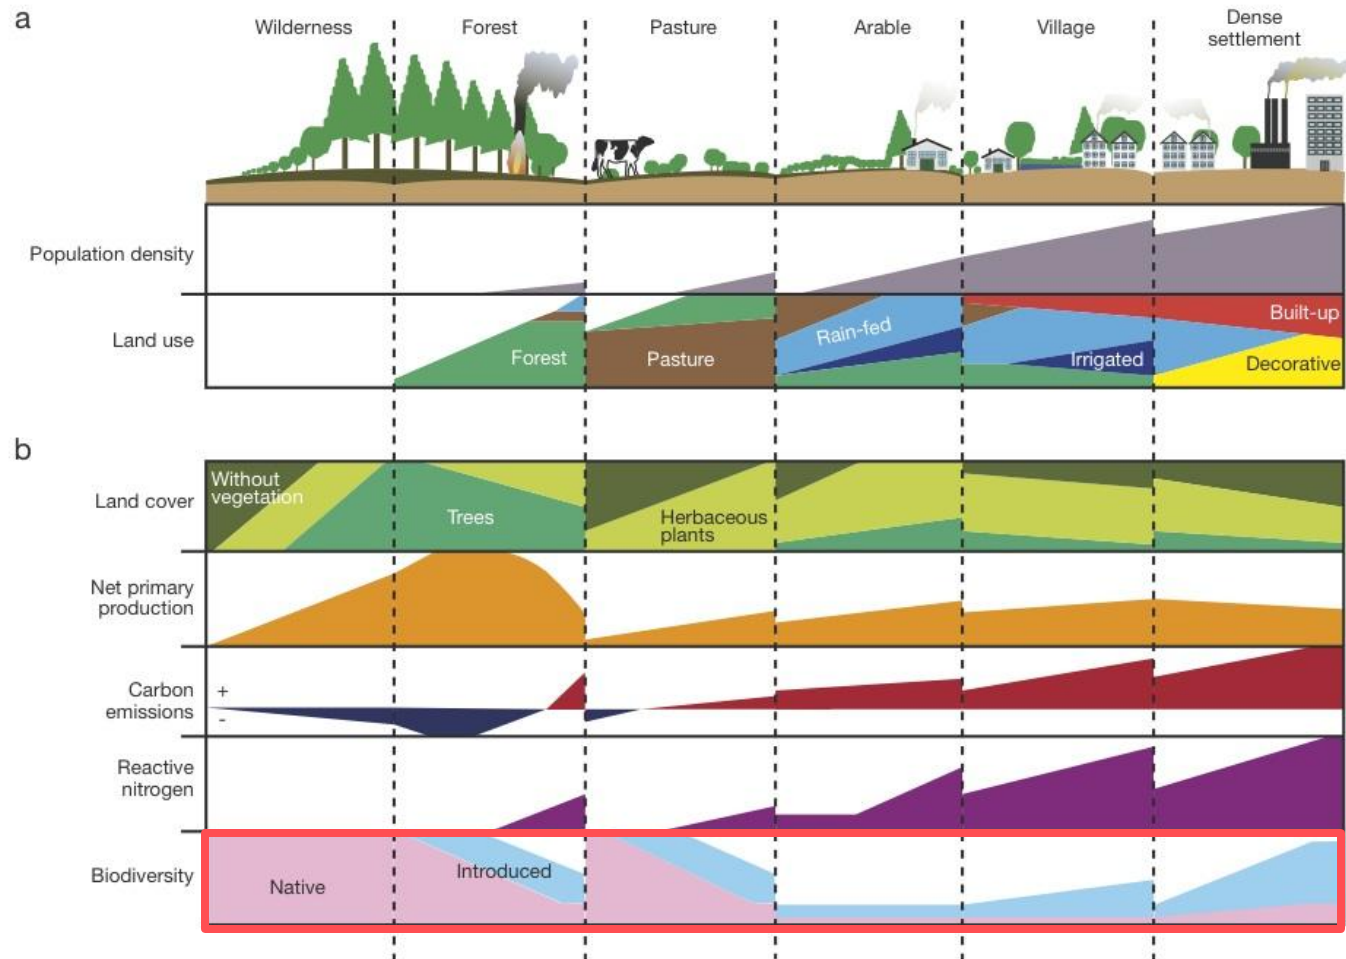 a
Wilderness
Forest
Pasture
Arable
Village
Dense
settlement
Population density
Land use
Forest
Pasture
Rain-fed
Irrigated
Built-up
Decorative
b
Land cover
Without
vegetation
Trees
Herbaceous
plants
Net primary
production
Carbon
emissions
+
-
Reactive
nitrogen
Biodiversity
Native
Introduced